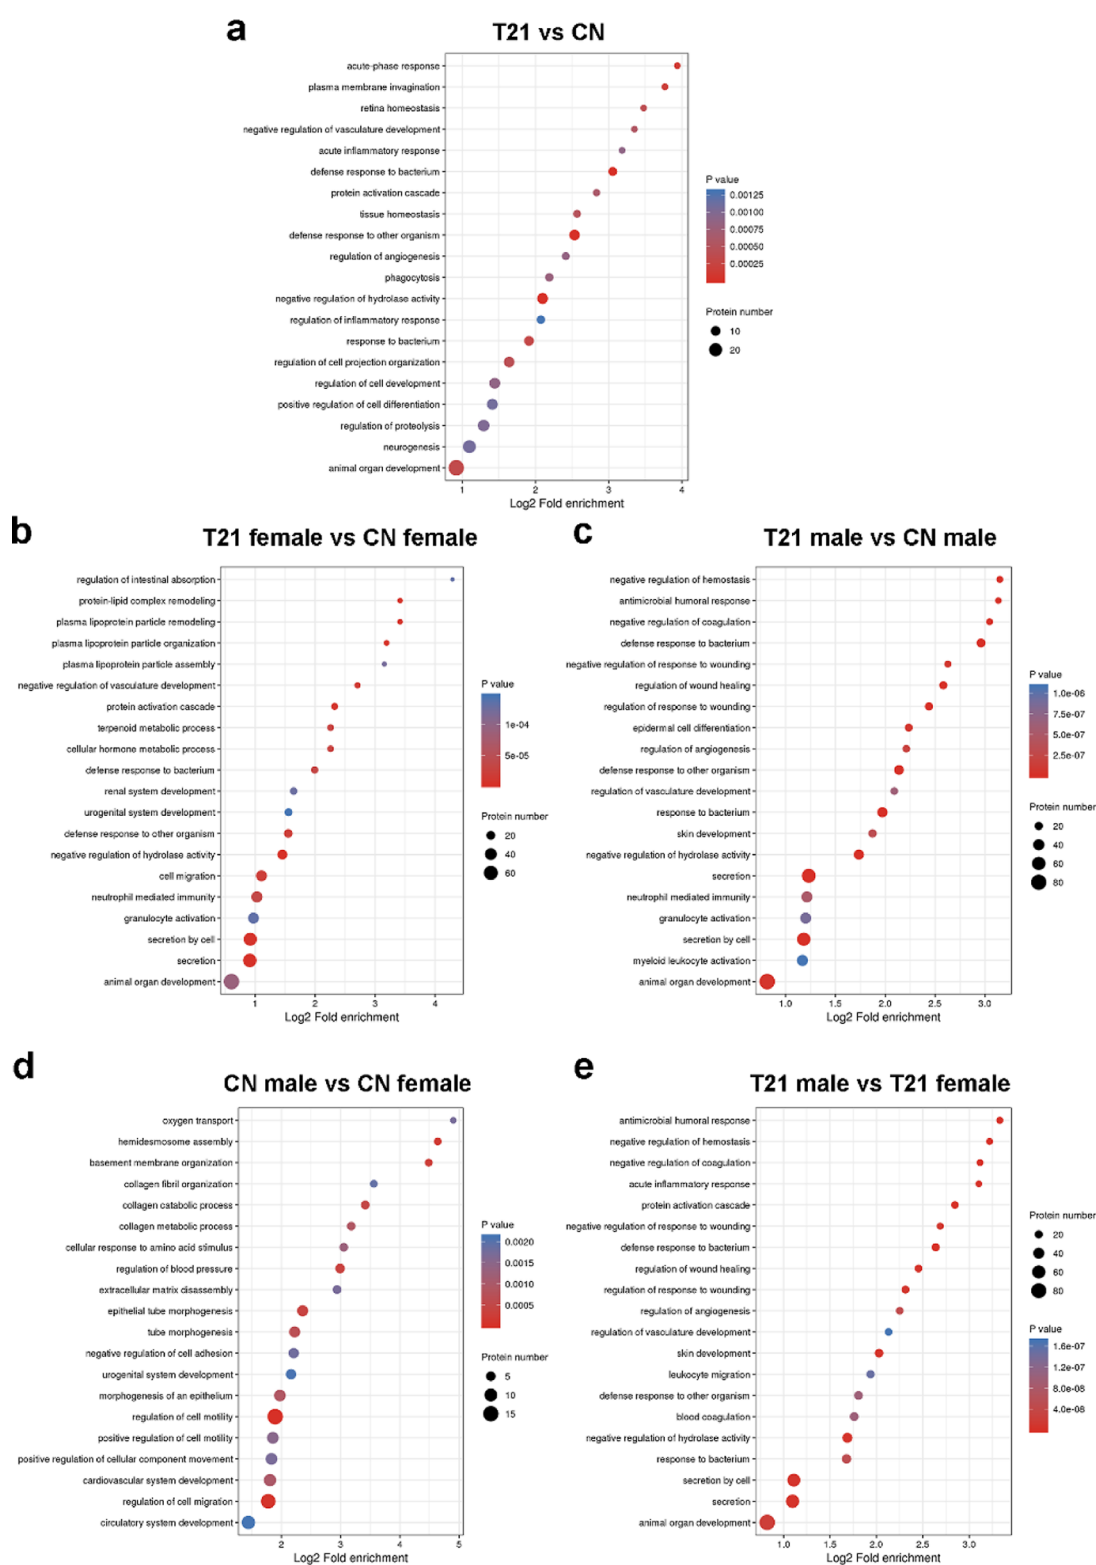 a
T21 vs CN
acute-phase response
plasma membrane invagination
retina homeostasis
negative regulation of vasculature development
acute inflammatory response
defense response to bacterium
protein activation cascade
tissue homeostasis
defense response to other organism
regulation of angiogenesis
phagocytosis
negative regulation of hydrolase activity
regulation of inflammatory response
response to bacterium
regulation of cell projection organization
regulation of cell development
positive regulation of cell differentiation
regulation of proteolysis
neurogenesis
animal organ development
1 2 3 4
Log2 Fold enrichment
P value
0.00125
0.00100
0.00075
0.00050
0.00025
Protein number
10
20
b
T21 female vs CN female
regulation of intestinal absorption
protein-lipid complex remodeling
plasma lipoprotein particle remodeling
plasma lipoprotein particle organization
plasma lipoprotein particle assembly
negative regulation of vasculature development
protein activation cascade
terpenoid metabolic process
cellular hormone metabolic process
defense response to bacterium
renal system development
urogenital system development
defense response to other organism
negative regulation of hydrolase activity
cell migration
neutrophil mediated immunity
granulocyte activation
secretion by cell
secretion
animal organ development
1 2 3 4
Log2 Fold enrichment
P value
1e-04
5e-05
Protein number
20
40
60
c
T21 male vs CN male
negative regulation of hemostasis
antimicrobial humoral response
negative regulation of coagulation
defense response to bacterium
negative regulation of response to wounding
regulation of wound healing
regulation of response to wounding
epidermal cell differentiation
regulation of angiogenesis
defense response to other organism
regulation of vasculature development
response to bacterium
skin development
negative regulation of hydrolase activity
secretion
neutrophil mediated immunity
granulocyte activation
secretion by cell
myeloid leukocyte activation
animal organ development
1.0 1.5 2.0 2.5 3.0
Log2 Fold enrichment
P value
1.0e-06
7.5e-07
5.0e-07
2.5e-07
Protein number
20
40
60
80
d
CN male vs CN female
oxygen transport
hemidesmosome assembly
basement membrane organization
collagen fibril organization
collagen catabolic process
collagen metabolic process
cellular response to amino acid stimulus
regulation of blood pressure
extracellular matrix disassembly
epithelial tube morphogenesis
tube morphogenesis
negative regulation of cell adhesion
urogenital system development
morphogenesis of an epithelium
regulation of cell motility
positive regulation of cell motility
positive regulation of cellular component movement
cardiovascular system development
regulation of cell migration
circulatory system development
2 3 4 5
Log2 Fold enrichment
P value
0.0020
0.0015
0.0010
0.0005
Protein number
5
10
15
e
T21 male vs T21 female
antimicrobial humoral response
negative regulation of hemostasis
negative regulation of coagulation
acute inflammatory response
protein activation cascade
negative regulation of response to wounding
defense response to bacterium
regulation of wound healing
regulation of response to wounding
regulation of angiogenesis
regulation of vasculature development
skin development
leukocyte migration
defense response to other organism
blood coagulation
negative regulation of hydrolase activity
response to bacterium
secretion by cell
secretion
animal organ development
1.0 1.5 2.0 2.5 3.0
Log2 Fold enrichment
Protein number
20
40
60
80
P value
1.6e-07
1.2e-07
8.0e-08
4.0e-08